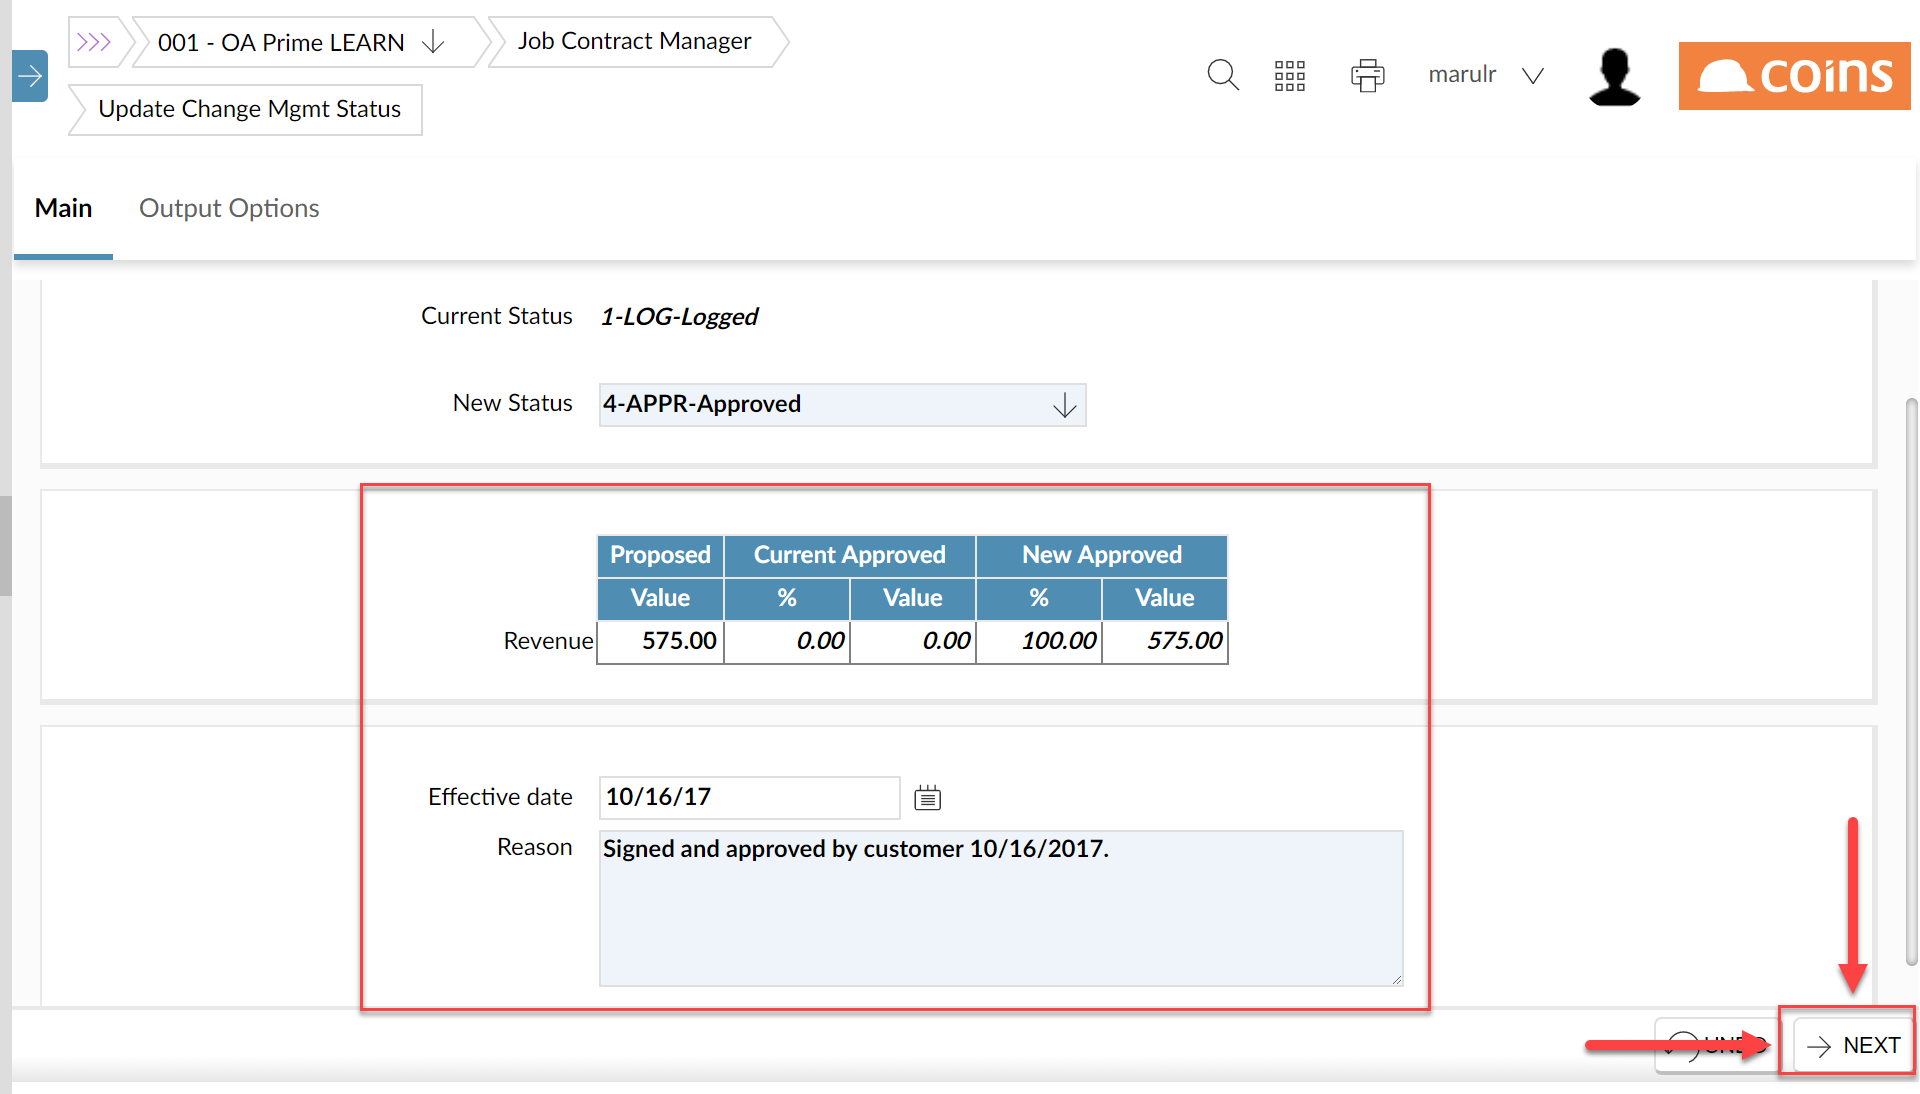 001 - OA Prime LEARN
Job Contract Manager
marulr
coins
Update Change Mgmt Status
Main
Output Options
Current Status
1-LOG-Logged
New Status
4-APPR-Approved
Proposed Current Approved New Approved
Value % Value % Value
Revenue 575.00 0.00 0.00 100.00 575.00
Effective date
10/16/17
Reason
Signed and approved by customer 10/16/2017.
UNDO
NEXT